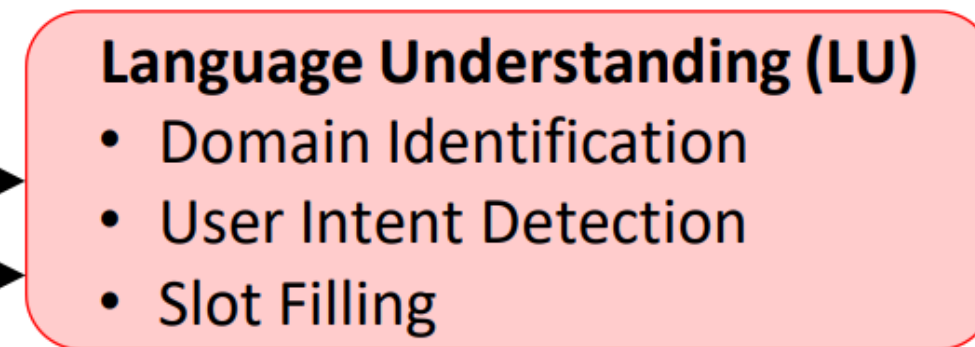 Language Understanding (LU)
• Domain Identification
• User Intent Detection
• Slot Filling